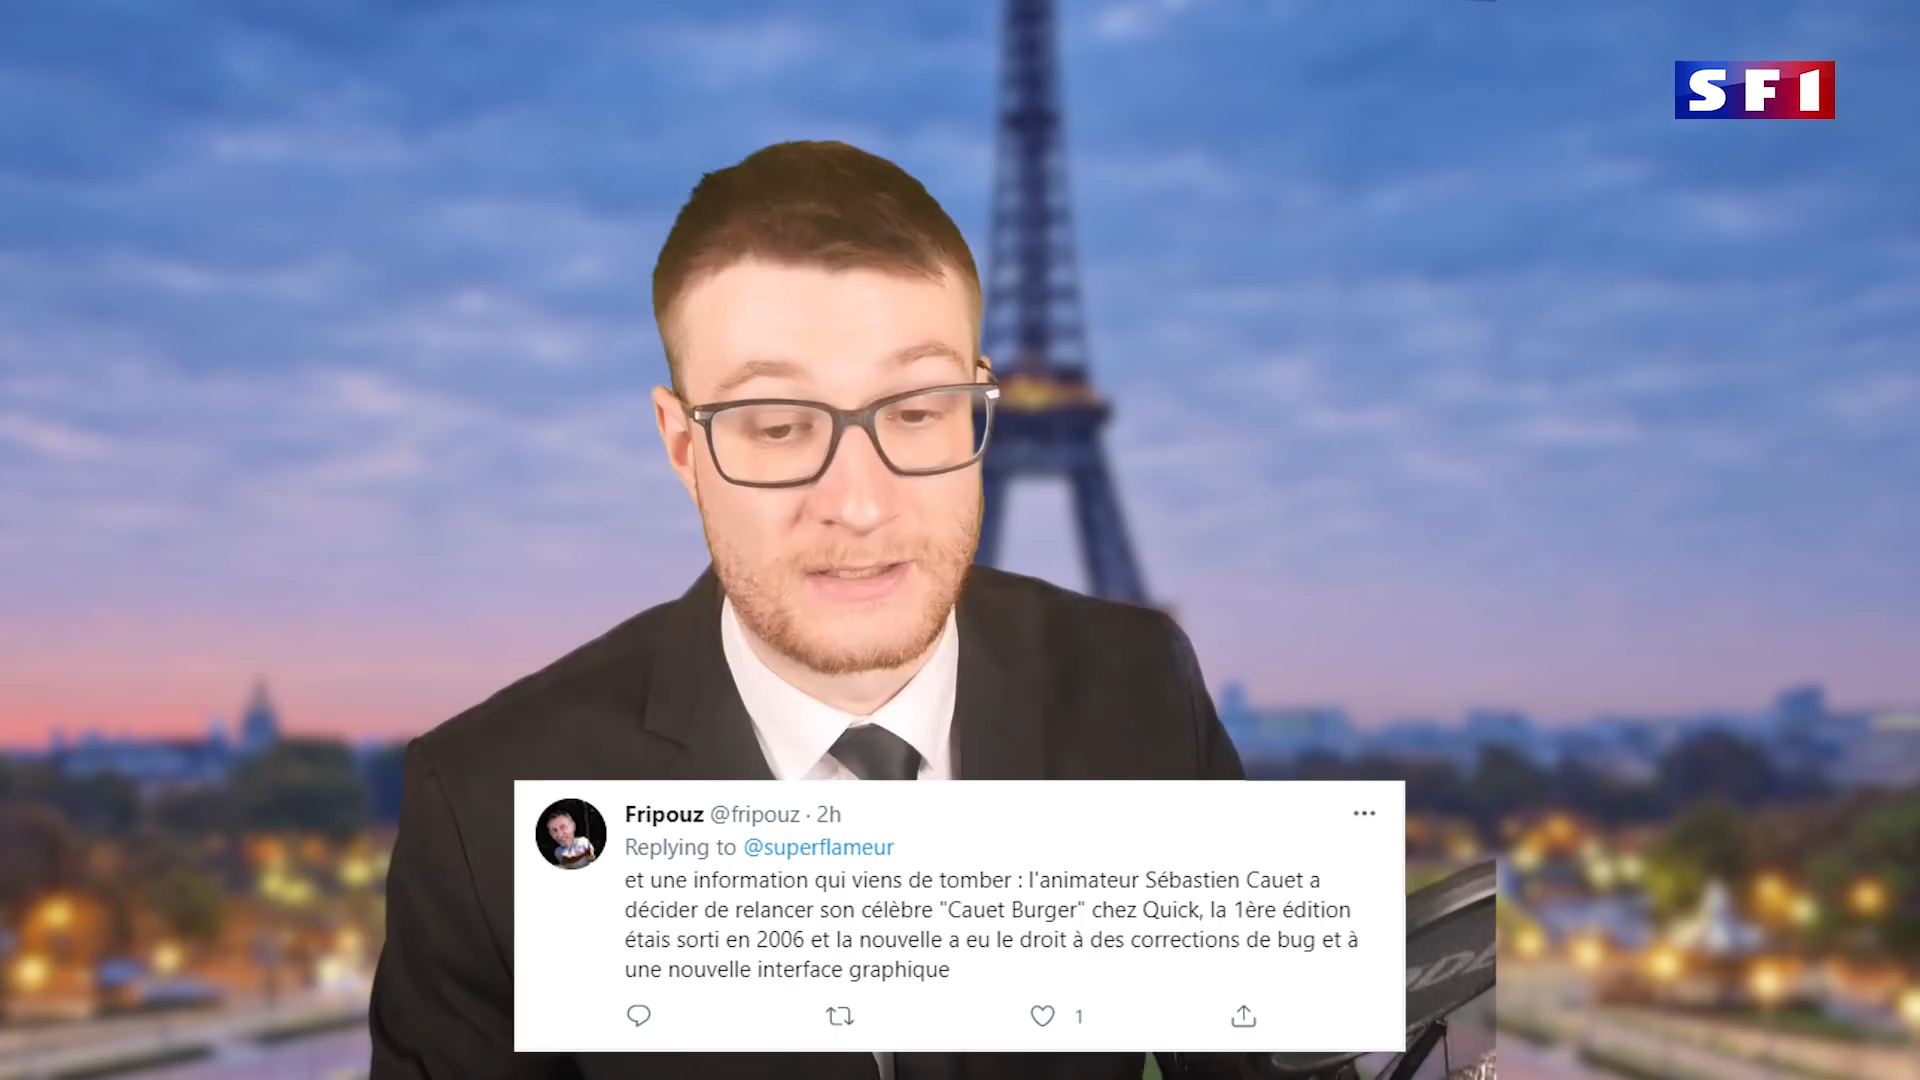 SF1
Fripouz @fripouz · 2h
Replying to @superflameur
et une information qui viens de tomber : l'animateur Sébastien Cauet a
décider de relancer son célèbre "Cauet Burger" chez Quick, la 1ère édition
étais sorti en 2006 et la nouvelle a eu le droit à des corrections de bug et à
une nouvelle interface graphique
1